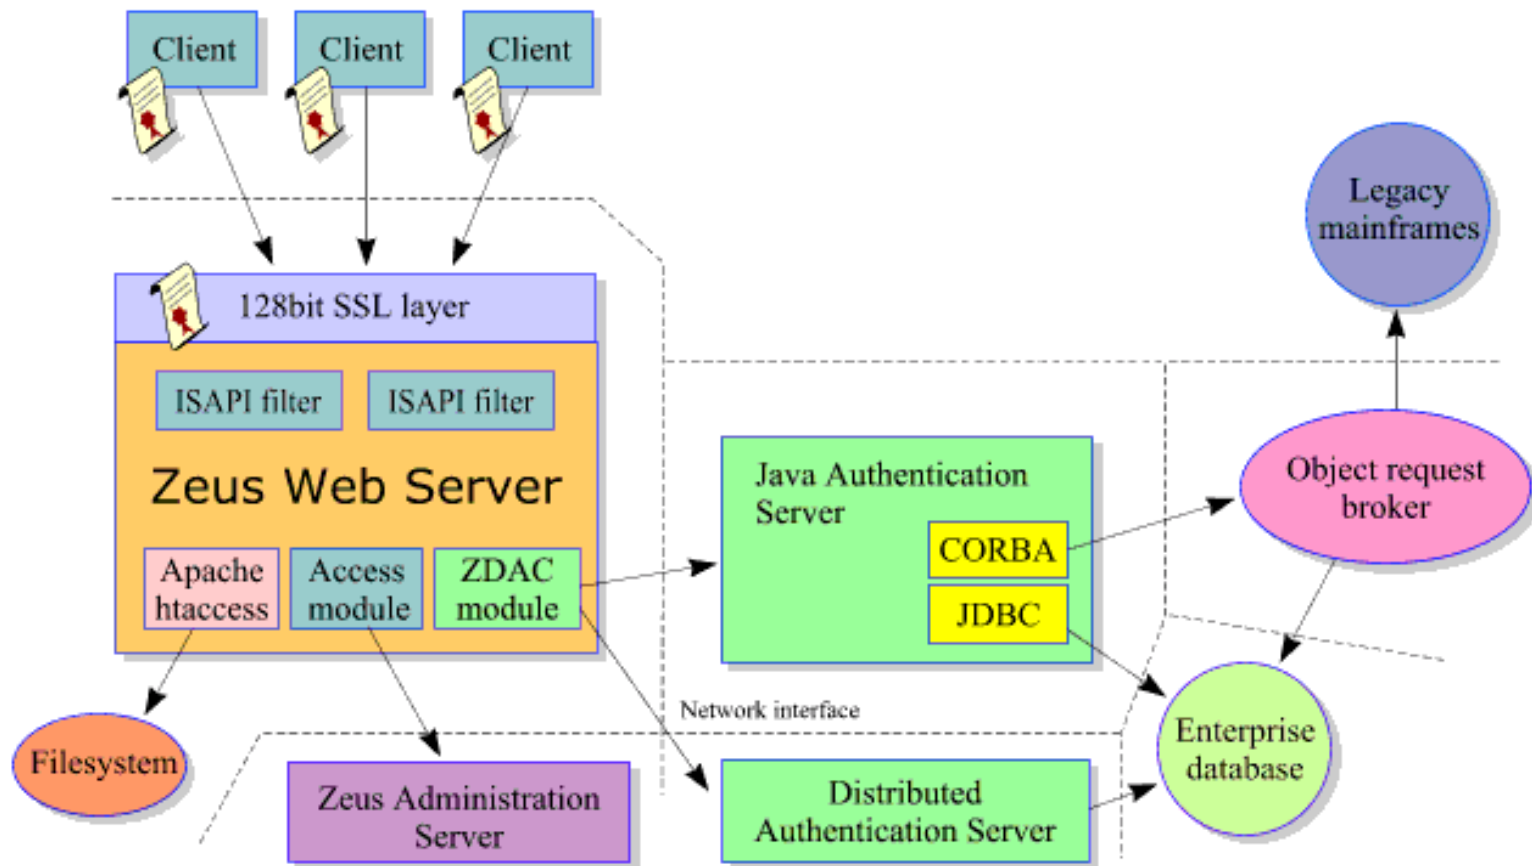 Client
Client
Client
Legacy
mainframes
128bit SSL layer
ISAPI filter
ISAPI filter
Zeus Web Server
Java Authentication
Server
Object request
broker
CORBA
Apache
htaccess
Access
module
ZDAC
module
JDBC
Network interface
Enterprise
database
Filesystem
Zeus Administration
Server
Distributed
Authentication Server